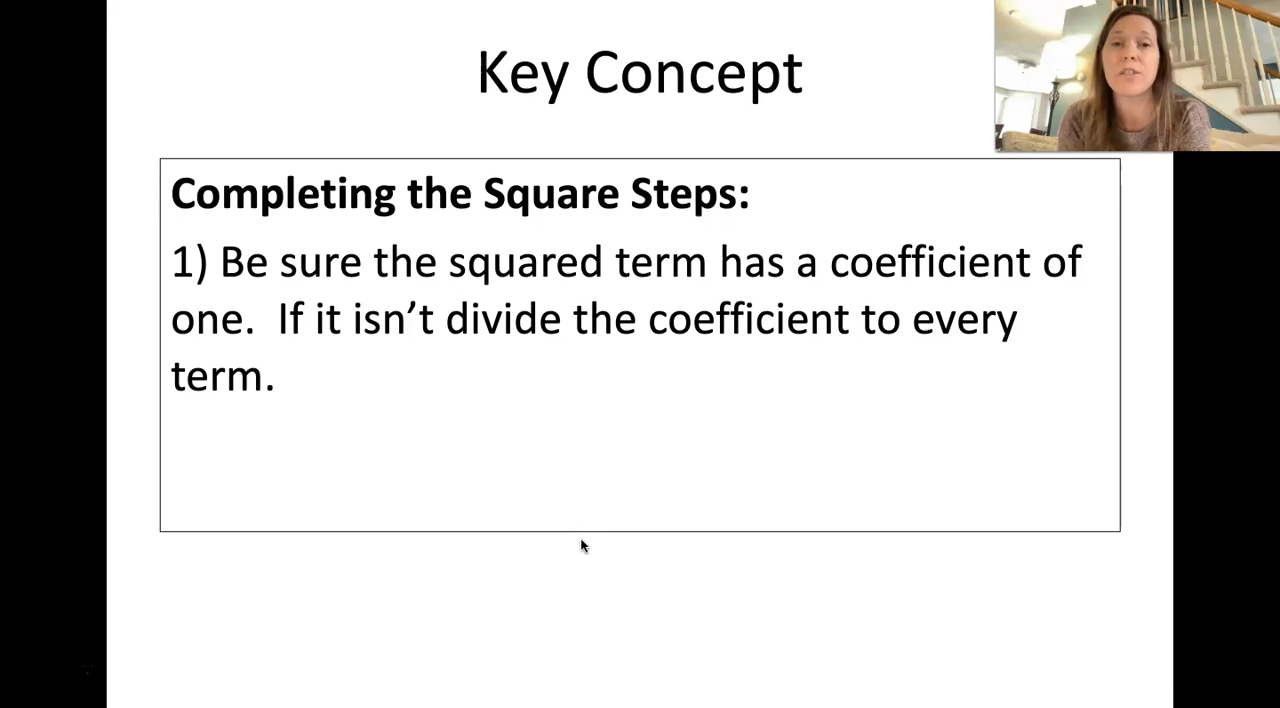 Key Concept
Completing the Square Steps:
1) Be sure the squared term has a coefficient of
one.  If it isn’t divide the coefficient to every
term.